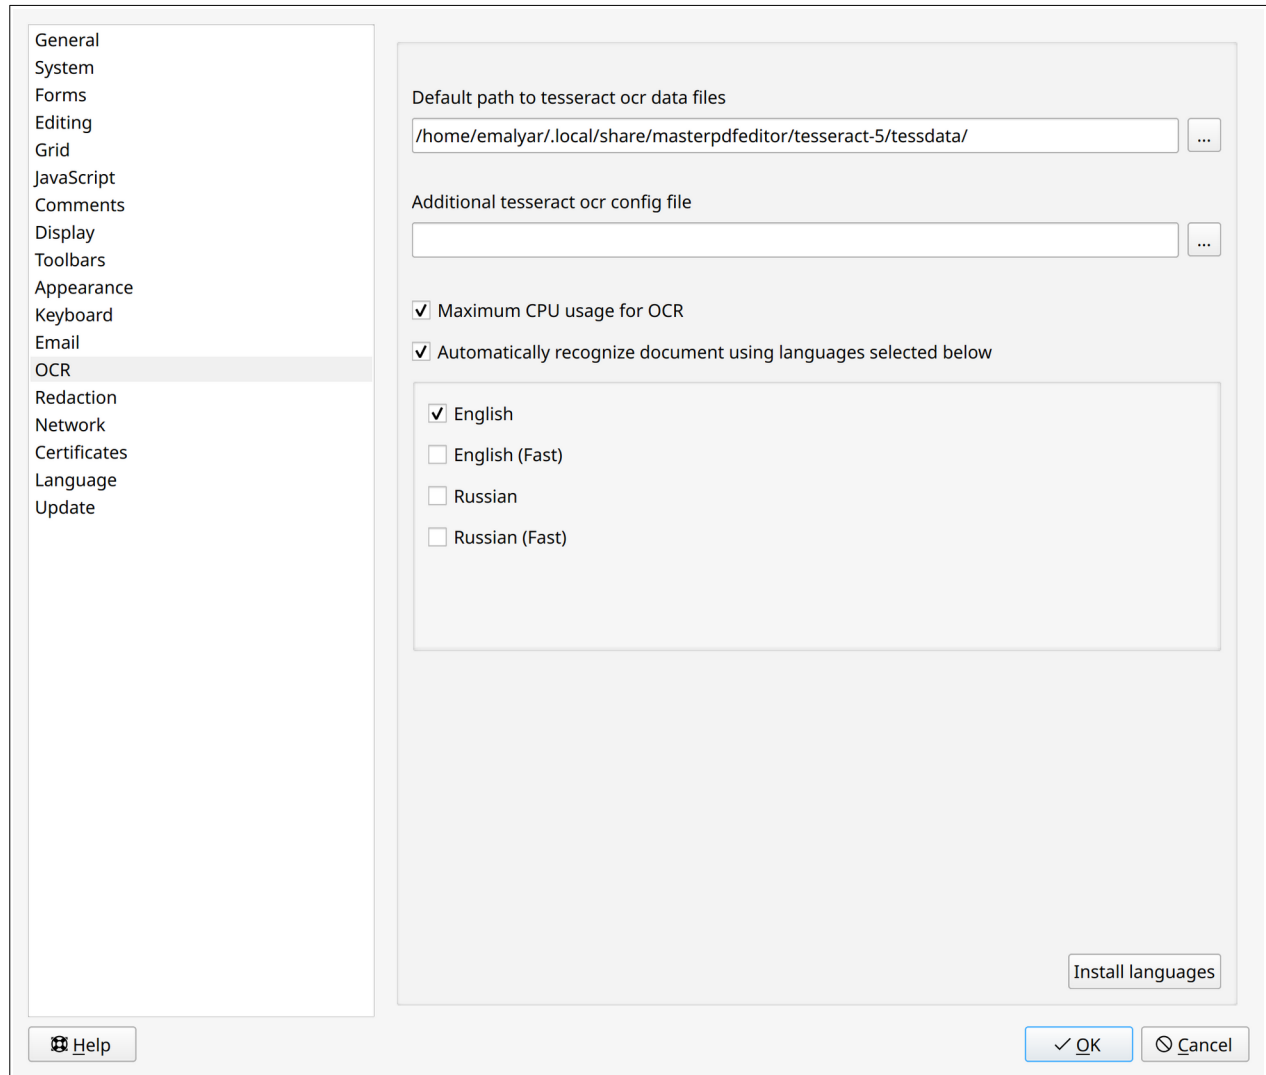 General
System
Forms
Editing
Grid
JavaScript
Comments
Display
Toolbars
Appearance
Keyboard
Email
OCR
Redaction
Network
Certificates
Language
Update
Default path to tesseract ocr data files
/home/emalyar/.local/share/masterpdfeditor/tesseract-5/tessdata/
...
Additional tesseract ocr config file
...
Maximum CPU usage for OCR
Automatically recognize document using languages selected below
English
English (Fast)
Russian
Russian (Fast)
Install languages
Help
OK
Cancel